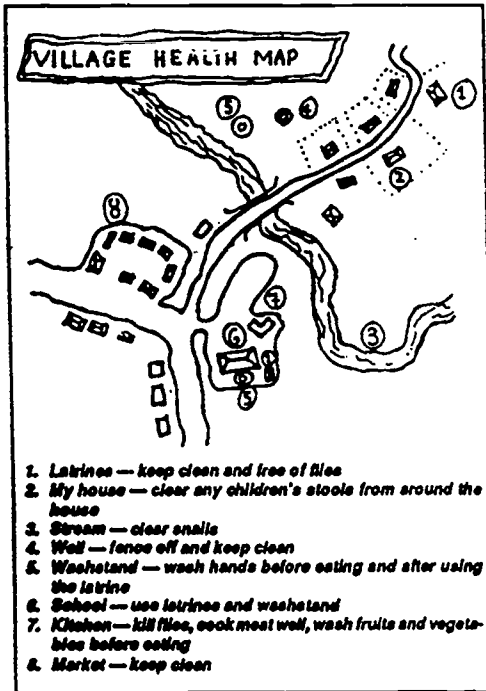 VILLAGE HEALTH MAP
5
4
1
2
8
7
3
6
1
5
1. Latrines — keep clean and free of flies
2. My house — clear any children's stools from around the
house
3. Stream — clear snails
4. Well — fence off and keep clean
5. Washstand — wash hands before eating and after using
the latrine
6. School — use latrines and washstand
7. Kitchen — kill flies, cook meat well, wash fruits and vegeta-
bles before eating
8. Market — keep clean